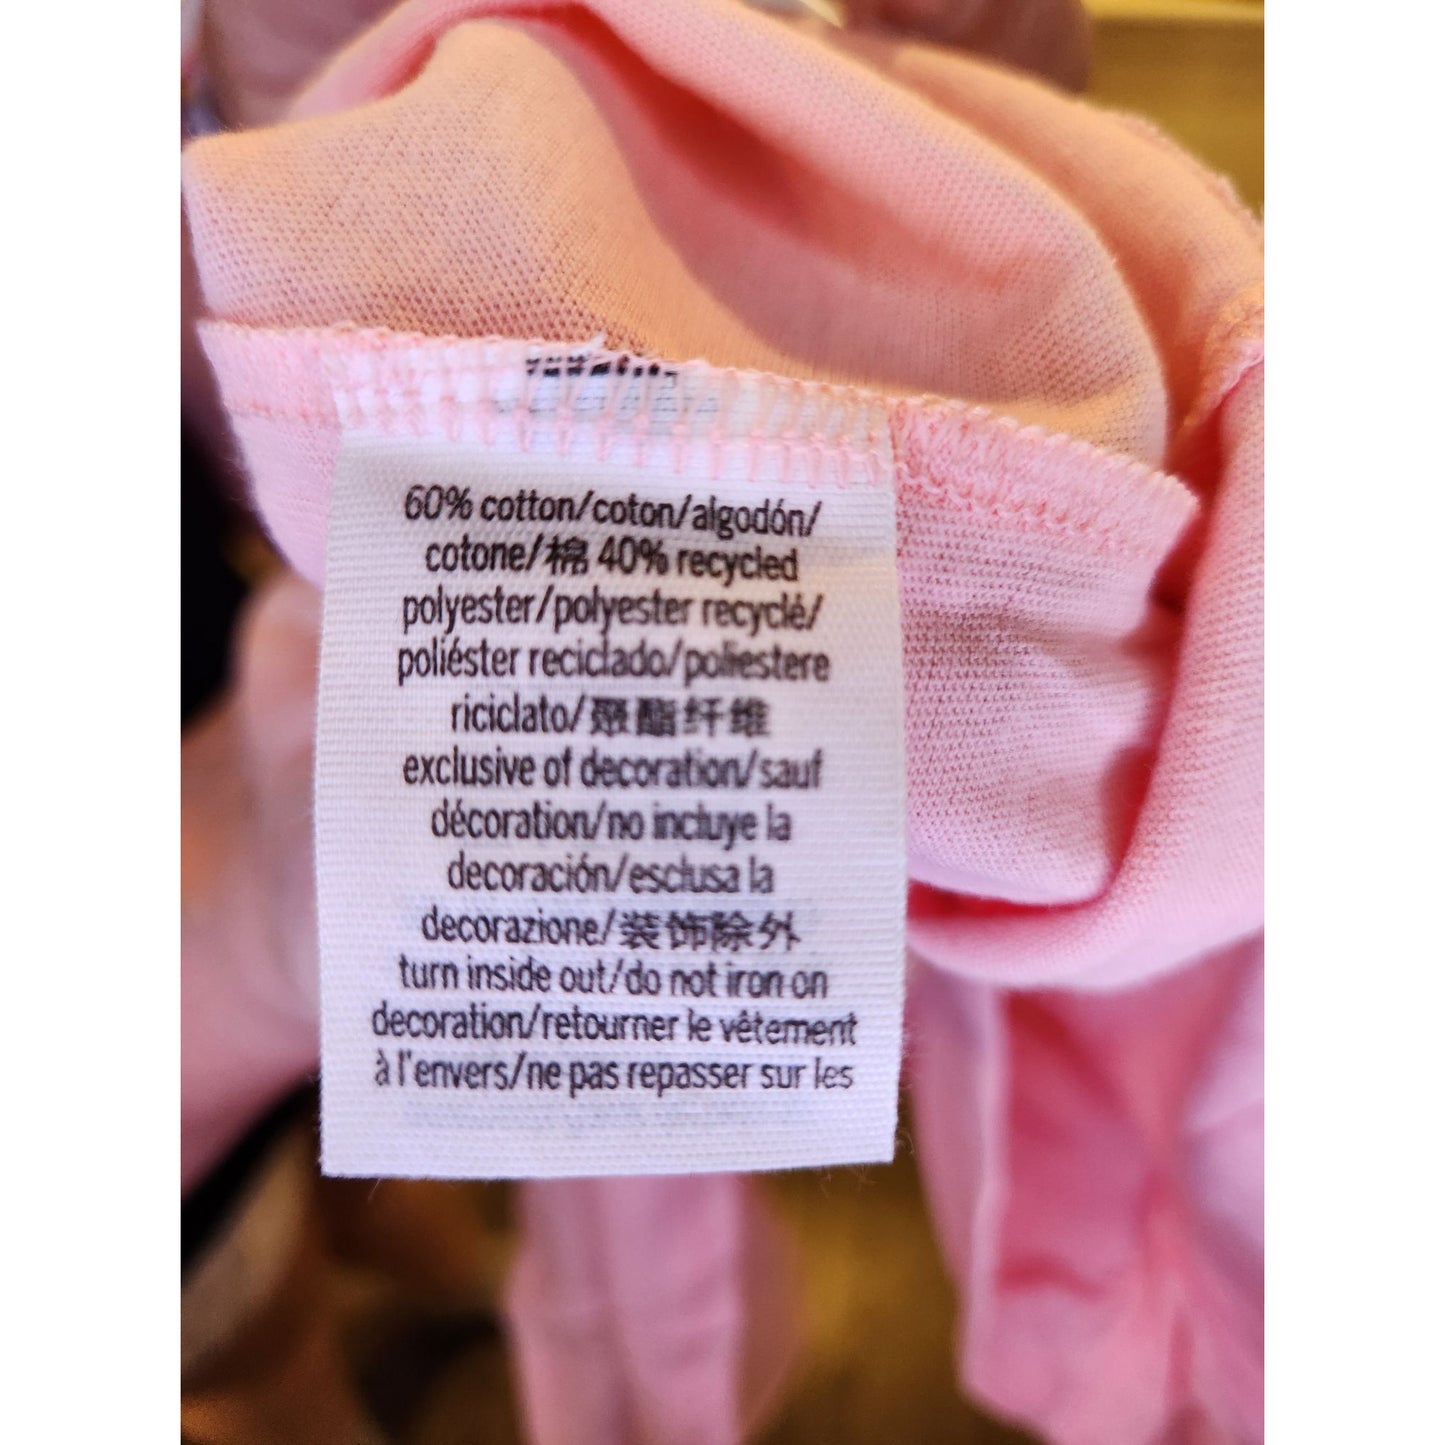 60% cotton/coton/algodón/
cotone/棉 40% recycled
polyester/polyester recyclé/
poliéster reciclado/poliestere
riciclato/聚酯纤维
exclusive of decoration/sauf
décoration/no incluye la
decoración/esclusa la
decorazione/装饰除外
turn inside out/do not iron on
decoration/retourner le vêtement
à l'envers/ne pas repasser sur les